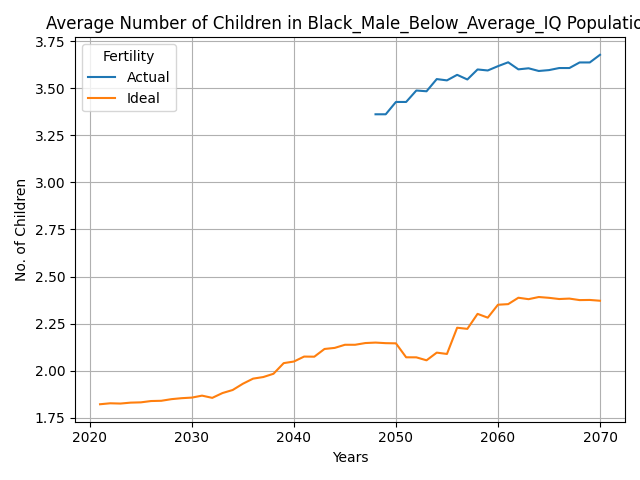 Average Number of Children in Black_Male_Below_Average_IQ Populatio
3.75
3.50
3.25
3.00
2.75
2.50
2.25
2.00
1.75
No. of Children
Fertility
Actual
Ideal
2020 2030 2040 2050 2060 2070
Years